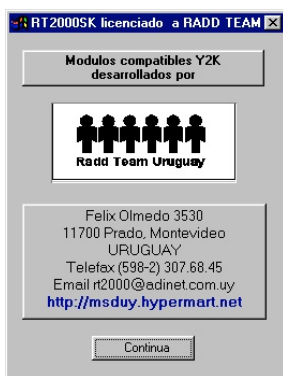 RT2000SK licenciado a RADD TEAM
Modulos compatibles Y2K
desarrollados por
Radd Team Uruguay
Felix Olmedo 3530
11700 Prado, Montevideo
URUGUAY
Telefax (598-2) 307.68.45
Email rt2000@adinet.com.uy
http://msduy.hypermart.net
Continua